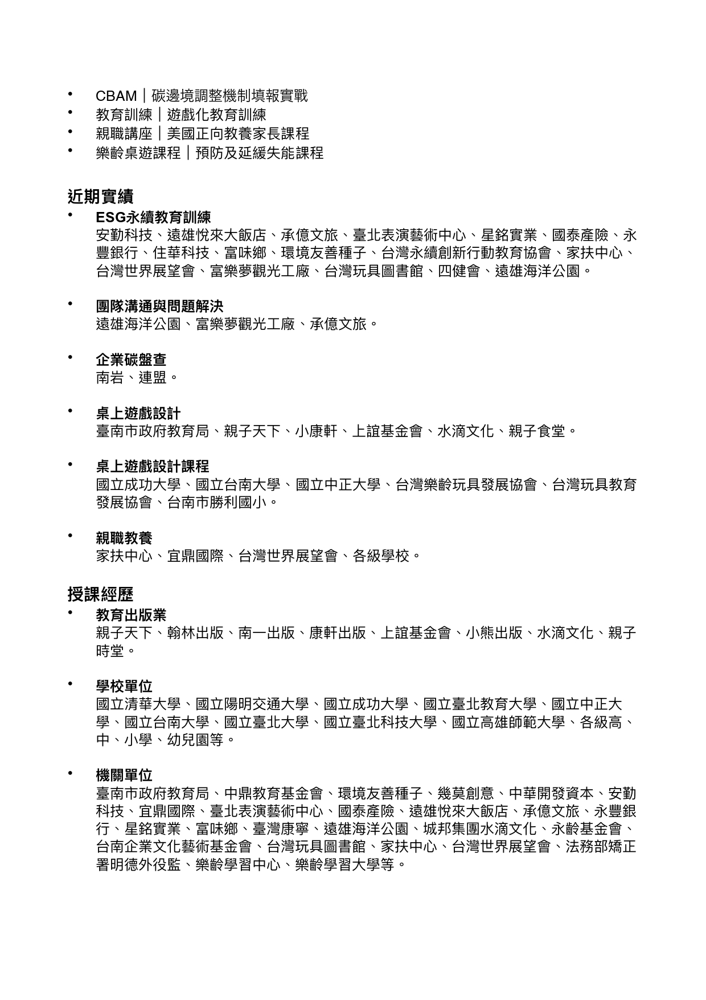 • CBAM｜碳邊境調整機制填報實戰
• 教育訓練｜遊戲化教育訓練
• 親職講座｜美國正向教養家長課程
• 樂齡桌遊課程｜預防及延緩失能課程
近期實績
• ESG永續教育訓練
安勤科技、遠雄悅來大飯店、承億文旅、臺北表演藝術中心、星銘實業、國泰產險、永
豐銀行、住華科技、富味鄉、環境友善種子、台灣永續創新行動教育協會、家扶中心、
台灣世界展望會、富樂夢觀光工廠、台灣玩具圖書館、四健會、遠雄海洋公園。
• 團隊溝通與問題解決
遠雄海洋公園、富樂夢觀光工廠、承億文旅。
• 企業碳盤查
南岩、連盟。
• 桌上遊戲設計
臺南市政府教育局、親子天下、小康軒、上誼基金會、水滴文化、親子食堂。
• 桌上遊戲設計課程
國立成功大學、國立台南大學、國立中正大學、台灣樂齡玩具發展協會、台灣玩具教育
發展協會、台南市勝利國小。
• 親職教養
家扶中心、宜鼎國際、台灣世界展望會、各級學校。
授課經歷
• 教育出版業
親子天下、翰林出版、南一出版、康軒出版、上誼基金會、小熊出版、水滴文化、親子
時堂。
• 學校單位
國立清華大學、國立陽明交通大學、國立成功大學、國立臺北教育大學、國立中正大
學、國立台南大學、國立臺北大學、國立臺北科技大學、國立高雄師範大學、各級高、
中、小學、幼兒園等。
• 機關單位
臺南市政府教育局、中鼎教育基金會、環境友善種子、幾莫創意、中華開發資本、安勤
科技、宜鼎國際、臺北表演藝術中心、國泰產險、遠雄悅來大飯店、承億文旅、永豐銀
行、星銘實業、富味鄉、臺灣康寧、遠雄海洋公園、城邦集團水滴文化、永齡基金會、
台南企業文化藝術基金會、台灣玩具圖書館、家扶中心、台灣世界展望會、法務部矯正
署明德外役監、樂齡學習中心、樂齡學習大學等。